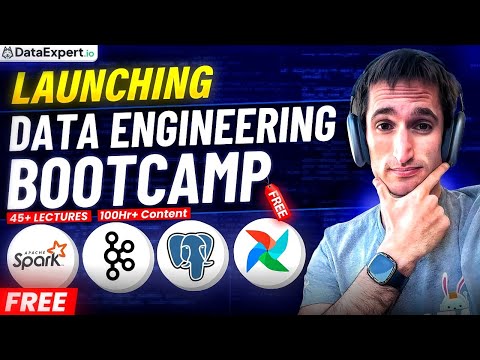 DataExpert.io
LAUNCHING
DATA ENGINEERING
BOOTCAMP
FREE
45+ LECTURES
100Hr+ Content
APACHE
Spark
FREE